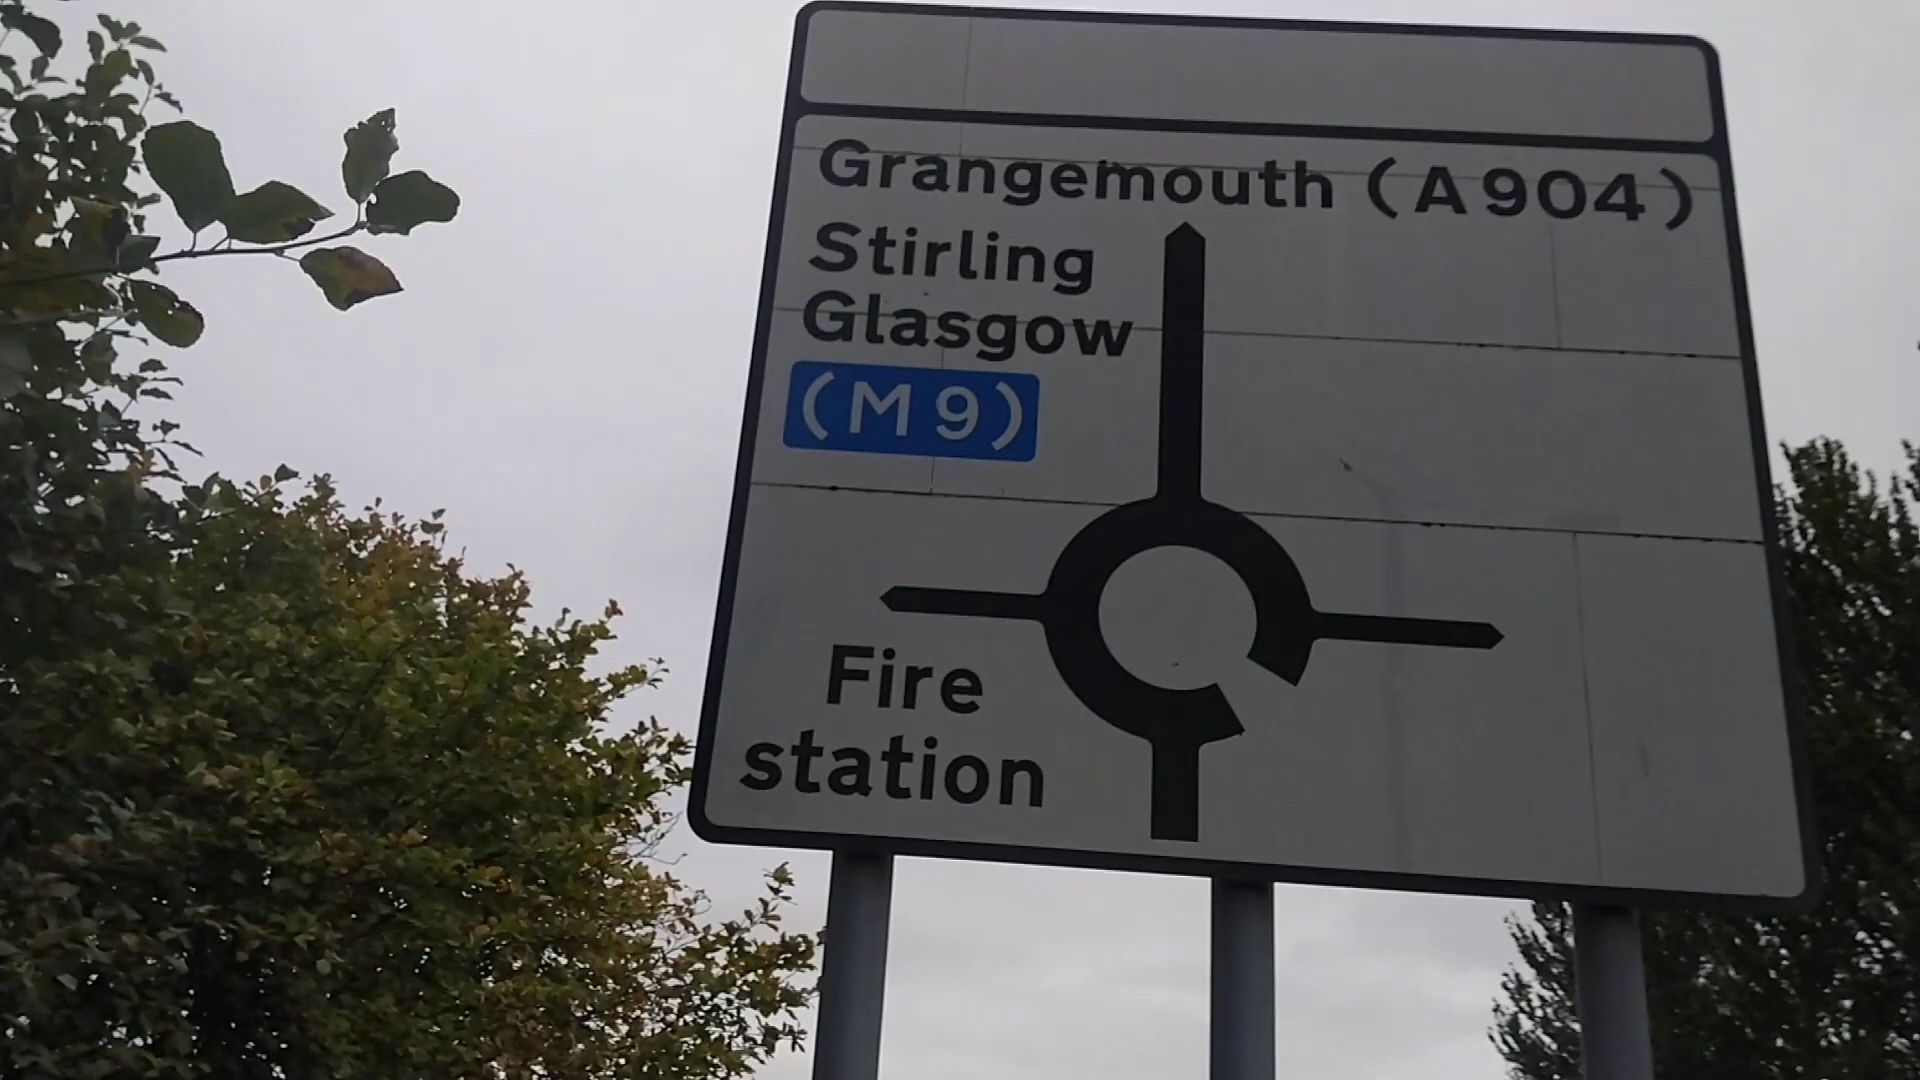 Grangemouth (A904)
Stirling
Glasgow
(M9)
Fire
station